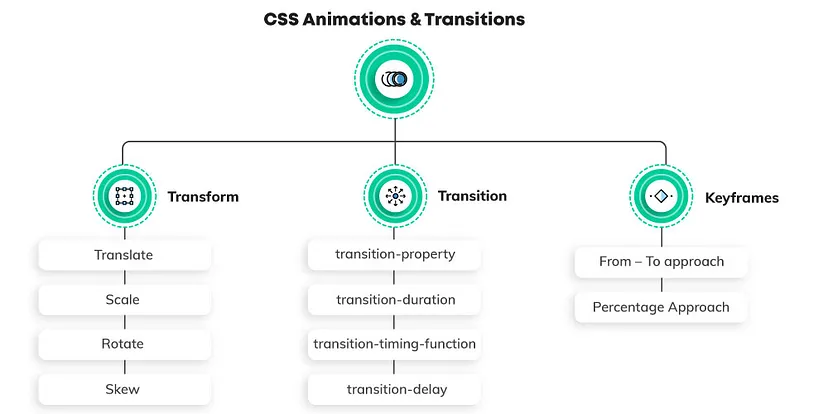 CSS Animations & Transitions
Transform
Translate
Scale
Rotate
Skew
Transition
transition-property
transition-duration
transition-timing-function
transition-delay
Keyframes
From – To approach
Percentage Approach